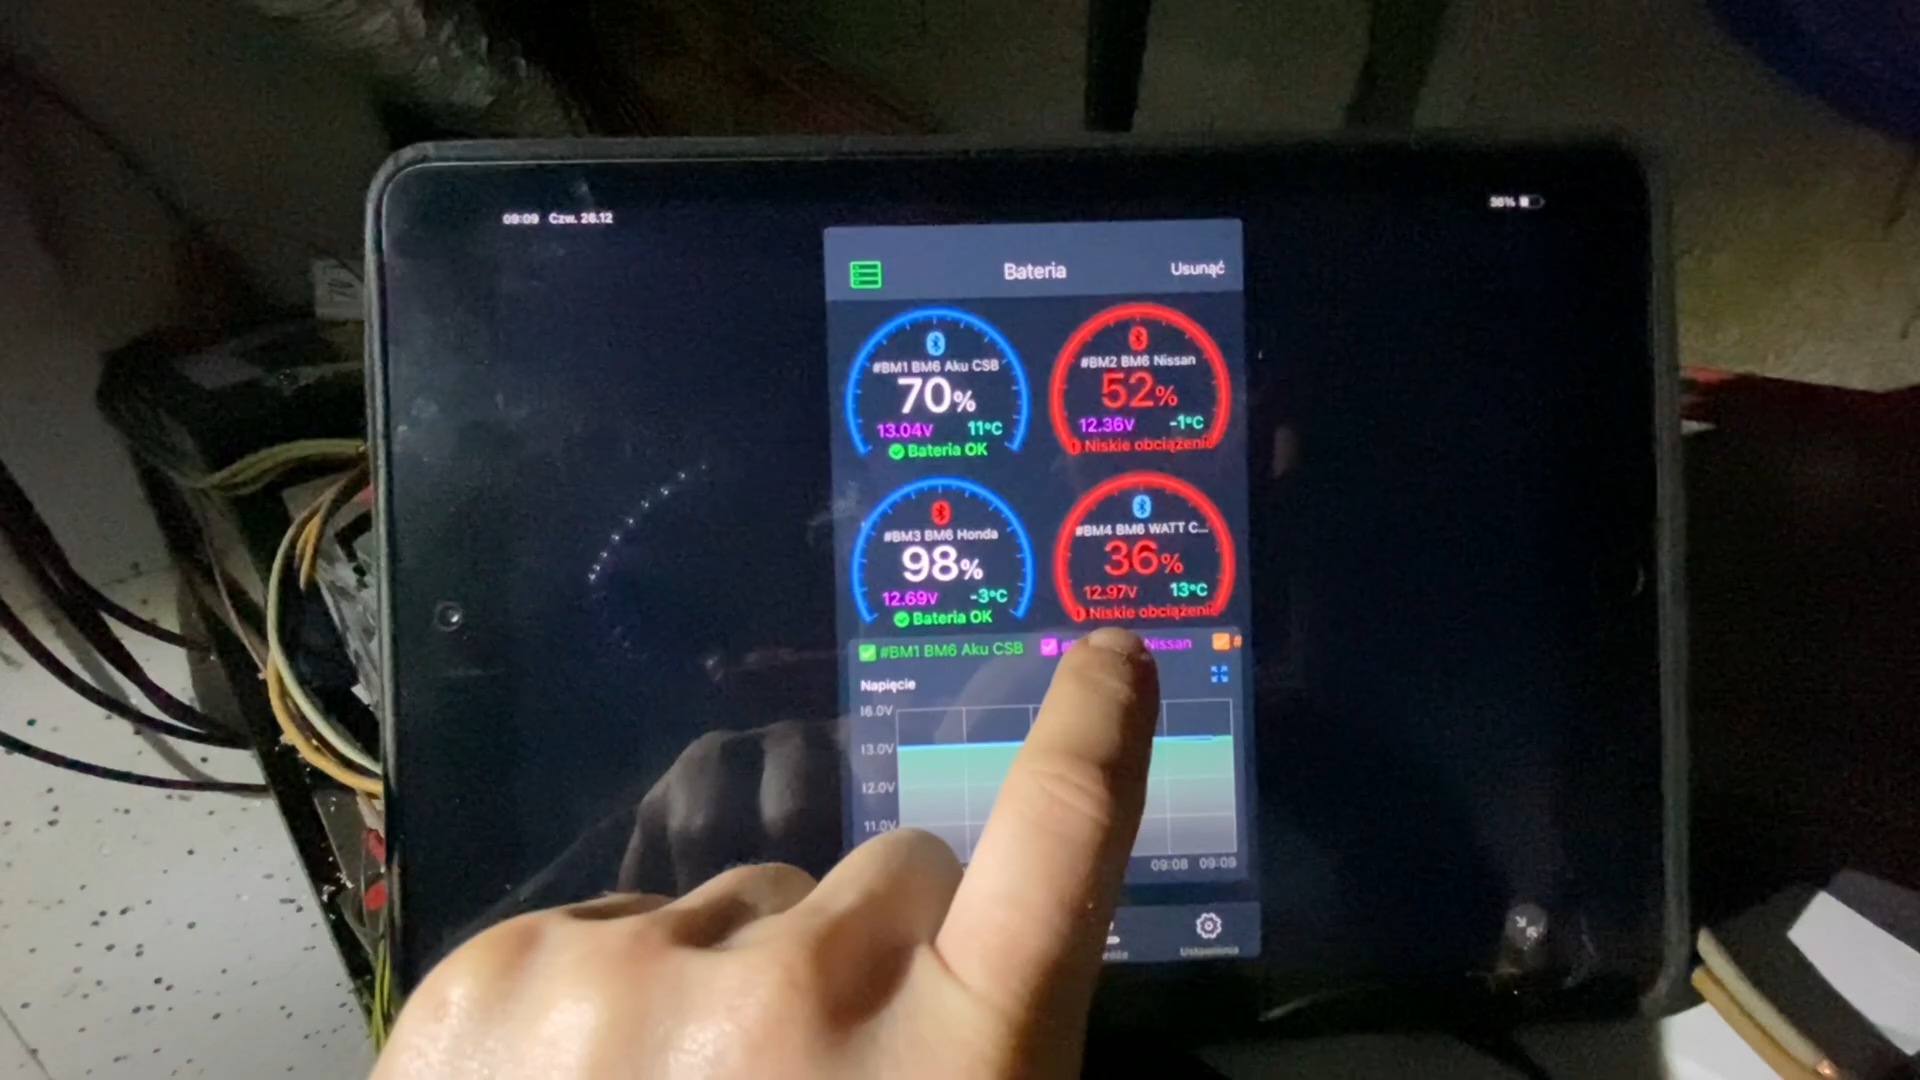 09:09 Czw. 26.12
36%
Bateria
Usunąć
#BM1 BM6 Aku CSB
70%
13.04V 11°C
Bateria OK
#BM2 BM6 Nissan
52%
12.36V -1°C
Niskie obciążenie
#BM3 BM6 Honda
98%
12.69V -3°C
Bateria OK
#BM4 BM6 WATT C...
36%
12.97V 13°C
Niskie obciążenie
#BM1 BM6 Aku CSB
Nissan
#
Napięcie
16.0V
13.0V
12.0V
11.0V
09:08 09:09
Ustawienia